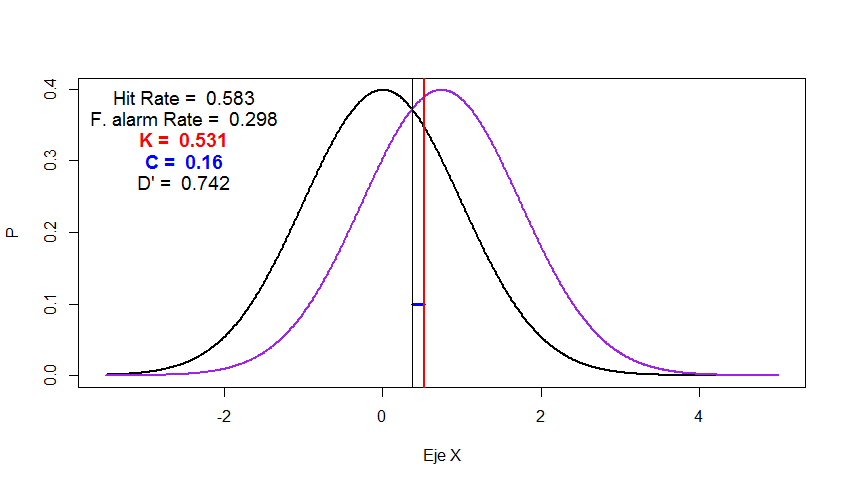 Hit Rate =  0.583
F. alarm Rate =  0.298
K =  0.531
C =  0.16
D' =  0.742
P
0.4
0.3
0.2
0.1
0.0
-2 0 2 4
Eje X